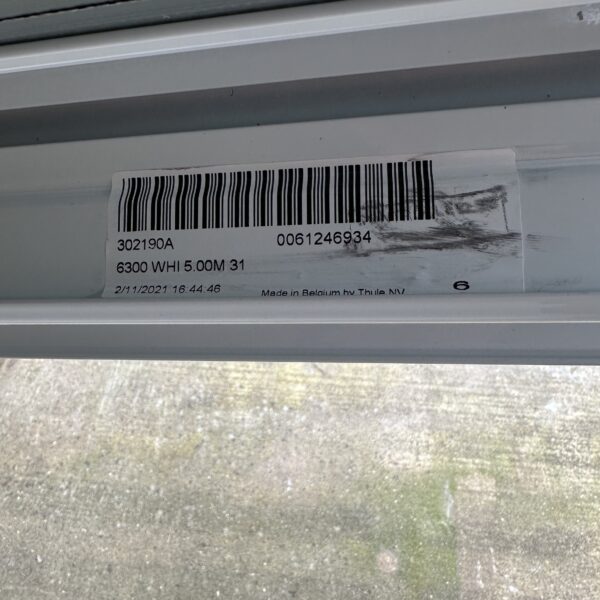 302190A 0061246934
6300 WHI 5.00M 31
2/11/2021 16:44:46 Made in Belgium by Thule NV 6